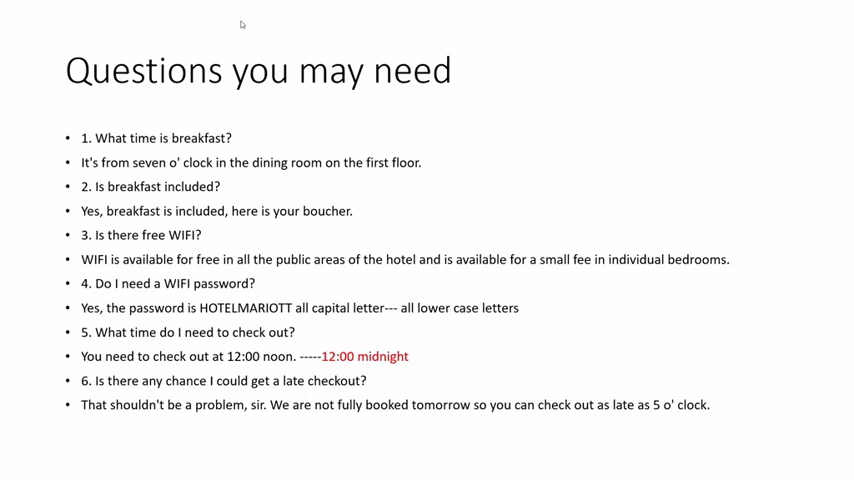 Questions you may need
• 1. What time is breakfast?
• It's from seven o' clock in the dining room on the first floor.
• 2. Is breakfast included?
• Yes, breakfast is included, here is your boucher.
• 3. Is there free WIFI?
• WIFI is available for free in all the public areas of the hotel and is available for a small fee in individual bedrooms.
• 4. Do I need a WIFI password?
• Yes, the password is HOTELMARIOTT all capital letter--- all lower case letters
• 5. What time do I need to check out?
• You need to check out at 12:00 noon. -----12:00 midnight
• 6. Is there any chance I could get a late checkout?
• That shouldn't be a problem, sir. We are not fully booked tomorrow so you can check out as late as 5 o' clock.